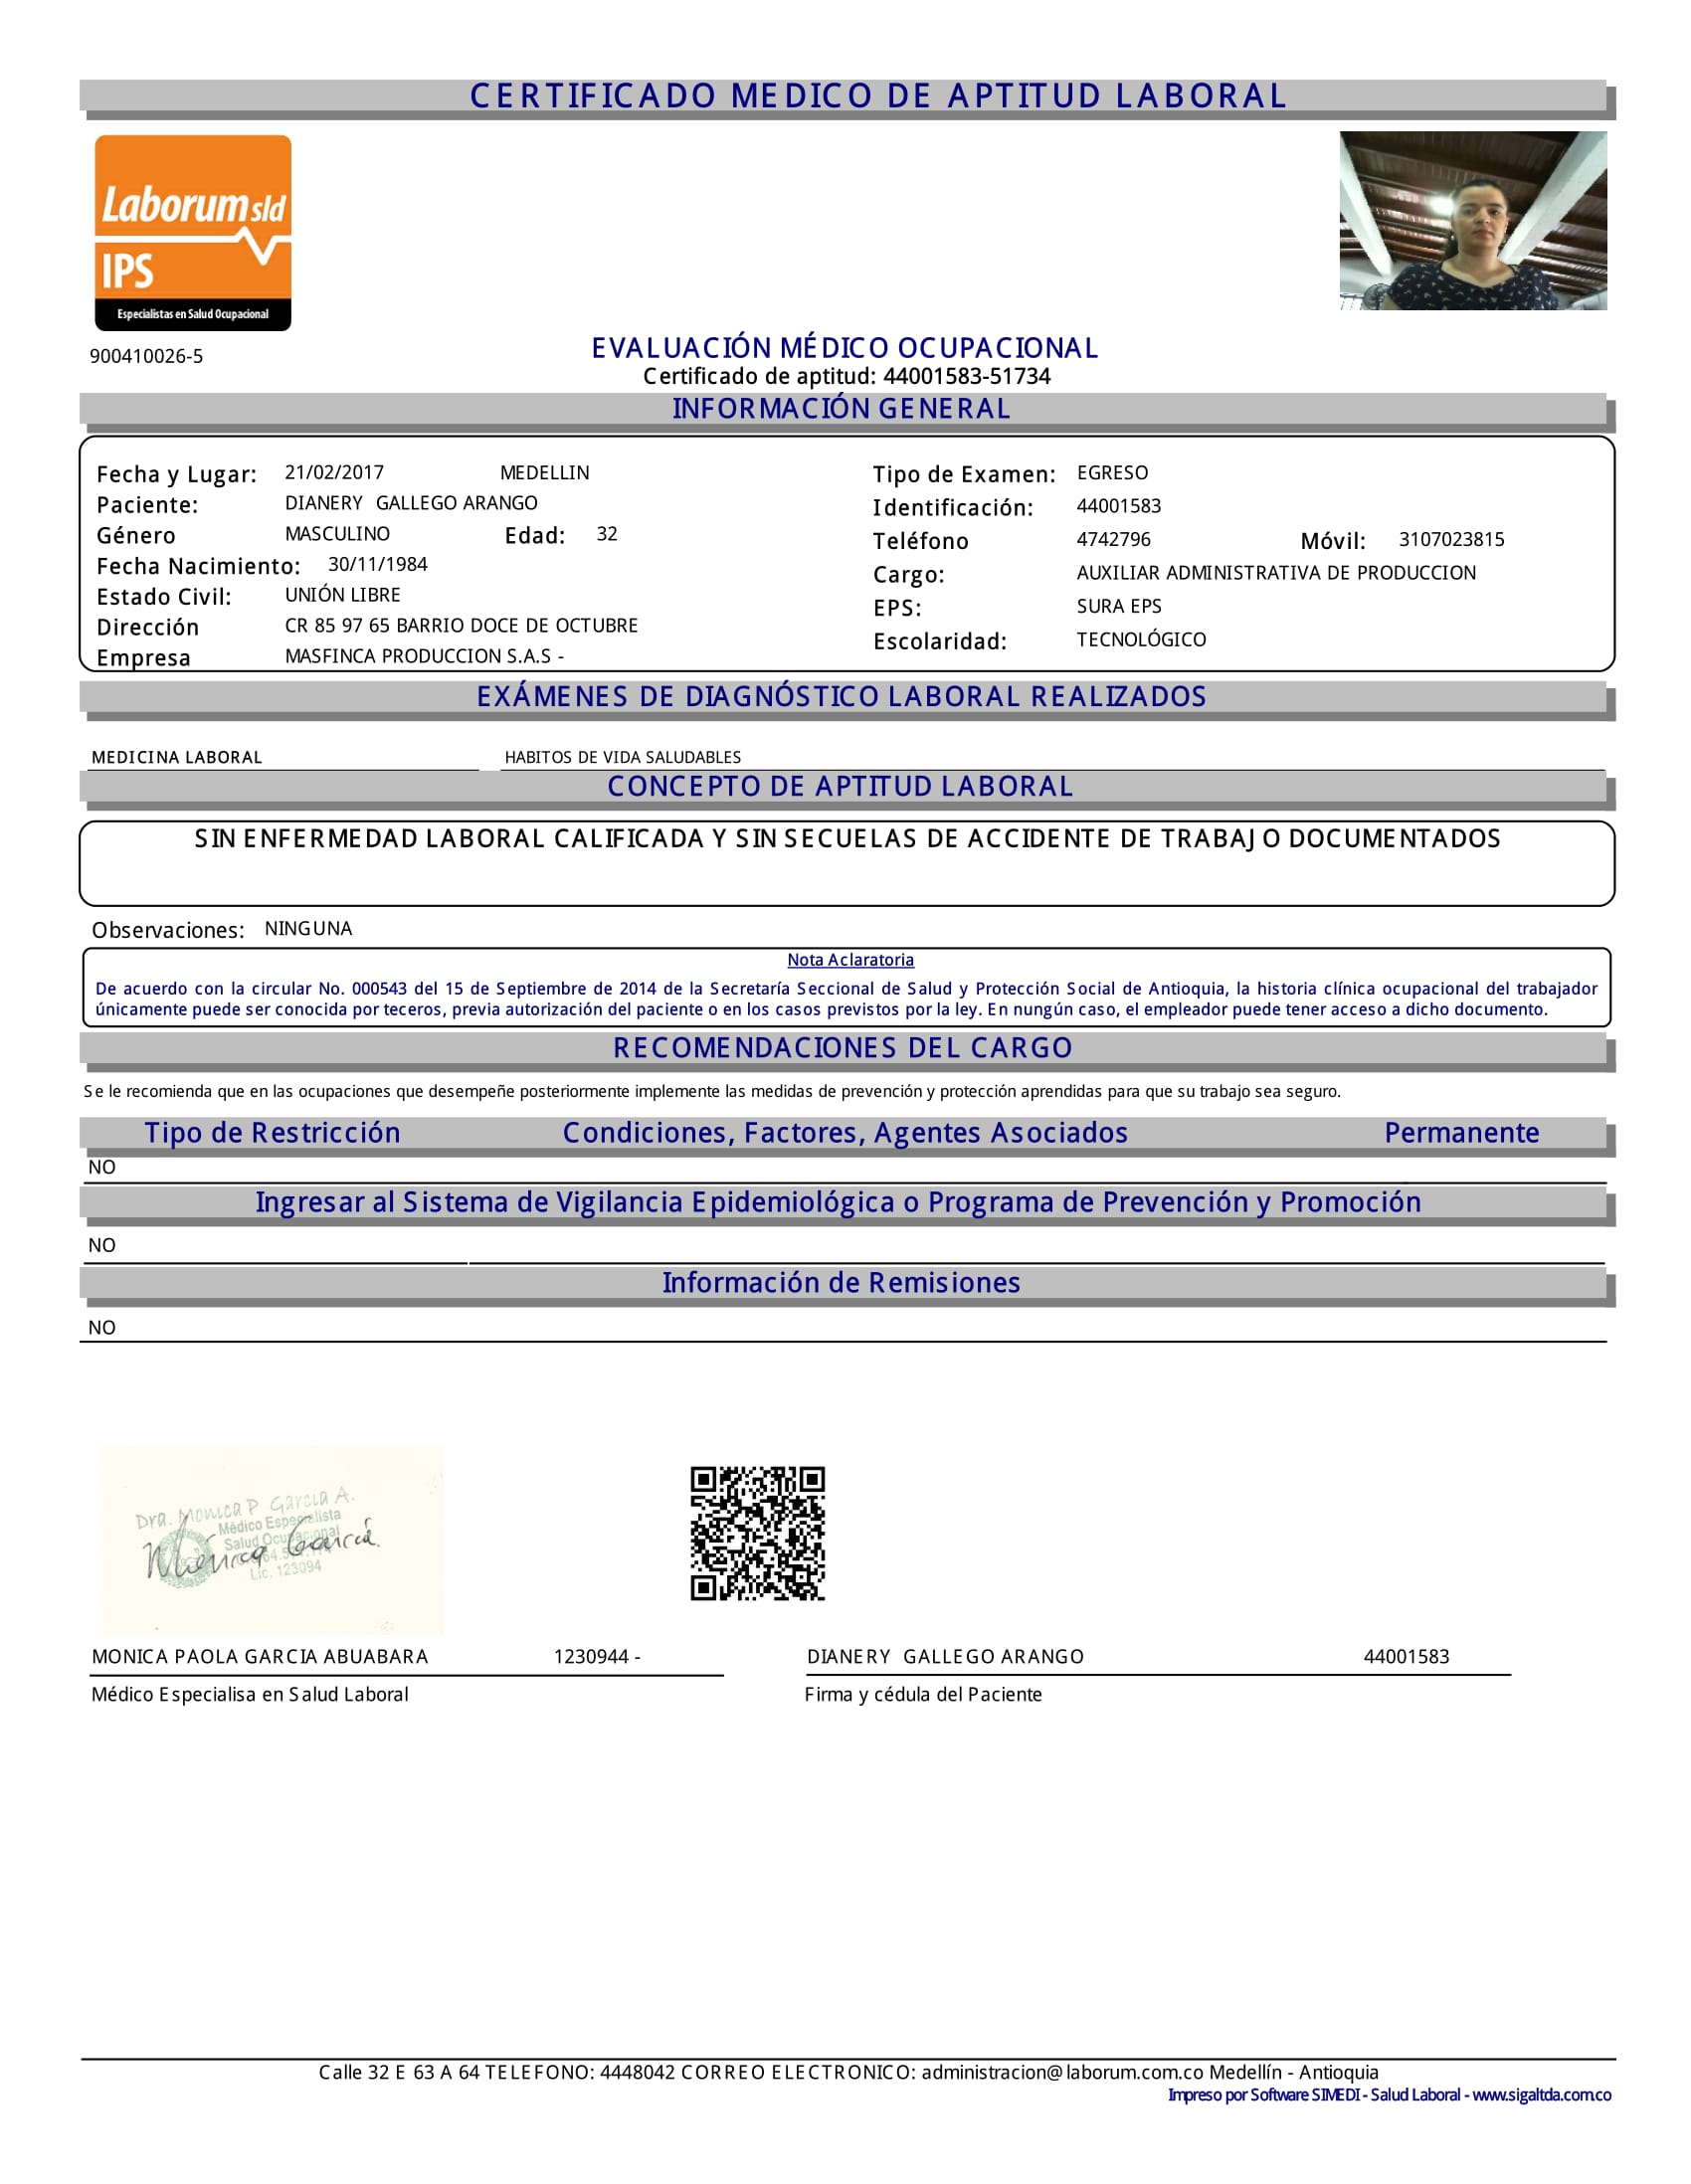 CERTIFICADO MEDICO DE APTITUD LABORAL
Laborum sld
IPS
Especialistas en Salud Ocupacional
900410026-5
EVALUACIÓN MÉDICO OCUPACIONAL
Certificado de aptitud: 44001583-51734
INFORMACIÓN GENERAL
Fecha y Lugar: 21/02/2017 MEDELLIN Tipo de Examen: EGRESO
Paciente: DIANERY GALLEGO ARANGO Identificación: 44001583
Género MASCULINO Edad: 32 Teléfono 4742796 Móvil: 3107023815
Fecha Nacimiento: 30/11/1984 Cargo: AUXILIAR ADMINISTRATIVA DE PRODUCCION
Estado Civil: UNIÓN LIBRE EPS: SURA EPS
Dirección CR 85 97 65 BARRIO DOCE DE OCTUBRE Escolaridad: TECNOLÓGICO
Empresa MASFINCA PRODUCCION S.A.S -
EXÁMENES DE DIAGNÓSTICO LABORAL REALIZADOS
MEDICINA LABORAL HABITOS DE VIDA SALUDABLES
CONCEPTO DE APTITUD LABORAL
SIN ENFERMEDAD LABORAL CALIFICADA Y SIN SECUELAS DE ACCIDENTE DE TRABAJO DOCUMENTADOS
Observaciones: NINGUNA
Nota Aclaratoria
De acuerdo con la circular No. 000543 del 15 de Septiembre de 2014 de la Secretaría Seccional de Salud y Protección Social de Antioquia, la historia clínica ocupacional del trabajador
únicamente puede ser conocida por teceros, previa autorización del paciente o en los casos previstos por la ley. En nungún caso, el empleador puede tener acceso a dicho documento.
RECOMENDACIONES DEL CARGO
Se le recomienda que en las ocupaciones que desempeñe posteriormente implemente las medidas de prevención y protección aprendidas para que su trabajo sea seguro.
Tipo de Restricción Condiciones, Factores, Agentes Asociados Permanente
NO
Ingresar al Sistema de Vigilancia Epidemiológica o Programa de Prevención y Promoción
NO
Información de Remisiones
NO
Dra. Monica P Garcia A.
Médico Especialista
Salud Ocupacional
Mónica García
Lic. 123094
MONICA PAOLA GARCIA ABUABARA 1230944 - DIANERY GALLEGO ARANGO 44001583
Médico Especialisa en Salud Laboral Firma y cédula del Paciente
Calle 32 E 63 A 64 TELEFONO: 4448042 CORREO ELECTRONICO: administracion@laborum.com.co Medellín - Antioquia
Impreso por Software SIMEDI - Salud Laboral - www.sigaltda.com.co